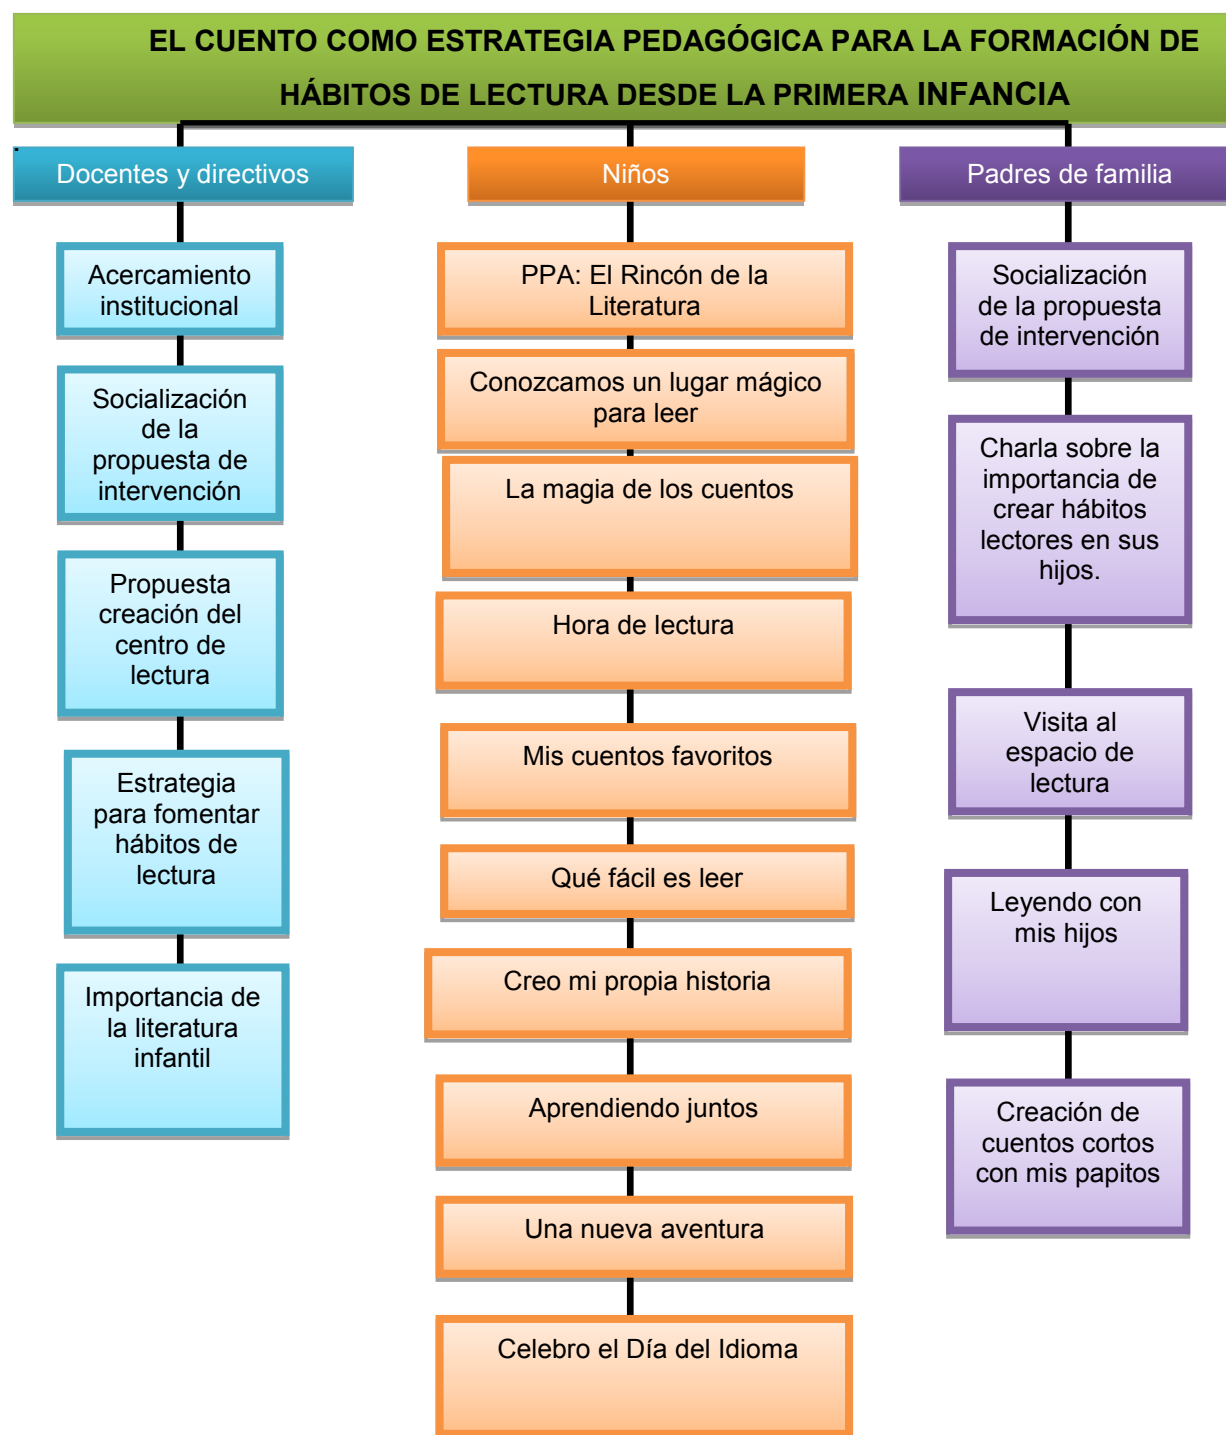 EL CUENTO COMO ESTRATEGIA PEDAGÓGICA PARA LA FORMACIÓN DE
HÁBITOS DE LECTURA DESDE LA PRIMERA INFANCIA
Docentes y directivos
Acercamiento
institucional
Socialización
de la
propuesta de
intervención
Propuesta
creación del
centro de
lectura
Estrategia
para fomentar
hábitos de
lectura
Importancia de
la literatura
infantil
Niños
PPA: El Rincón de la
Literatura
Conozcamos un lugar mágico
para leer
La magia de los cuentos
Hora de lectura
Mis cuentos favoritos
Qué fácil es leer
Creo mi propia historia
Aprendiendo juntos
Una nueva aventura
Celebro el Día del Idioma
Padres de familia
Socialización
de la propuesta
de intervención
Charla sobre la
importancia de
crear hábitos
lectores en sus
hijos.
Visita al
espacio de
lectura
Leyendo con
mis hijos
Creación de
cuentos cortos
con mis papitos